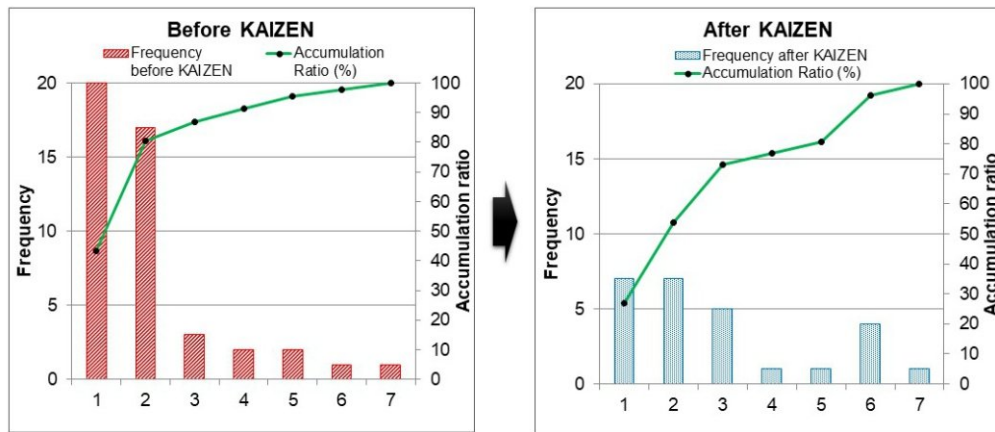 Before KAIZEN
Frequency
before KAIZEN
Accumulation
Ratio (%)
Frequency
20
15
10
5
0
Accumulation ratio
100
90
80
70
60
50
40
30
20
10
0
1 2 3 4 5 6 7
After KAIZEN
Frequency after KAIZEN
Accumulation Ratio (%)
Frequency
20
15
10
5
0
Accumulation ratio
100
90
80
70
60
50
40
30
20
10
0
1 2 3 4 5 6 7